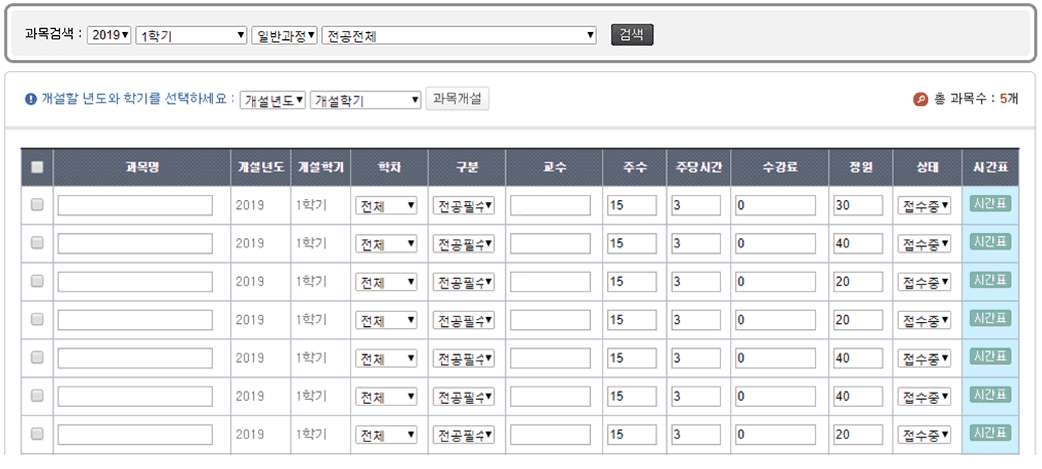 과목검색 : 2019 1학기 일반과정 전공전체 검색
개설할 년도와 학기를 선택하세요 : 개설년도 개설학기 과목개설 총 과목수 : 5개
과목명 개설년도 개설학기 학차 구분 교수 주수 주당시간 수강료 정원 상태 시간표
2019 1학기 전체 전공필수 15 3 0 30 접수중 시간표
2019 1학기 전체 전공필수 15 3 0 40 접수중 시간표
2019 1학기 전체 전공필수 15 3 0 20 접수중 시간표
2019 1학기 전체 전공필수 15 3 0 20 접수중 시간표
2019 1학기 전체 전공필수 15 3 0 40 접수중 시간표
2019 1학기 전체 전공필수 15 3 0 40 접수중 시간표
2019 1학기 전체 전공필수 15 3 0 20 접수중 시간표